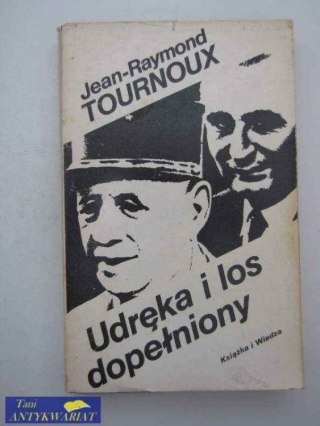 Jean-Raymond
TOURNOUX
Udręka i los
dopełniony
Książka i Wiedza
Tani
ANTYKWARIAT